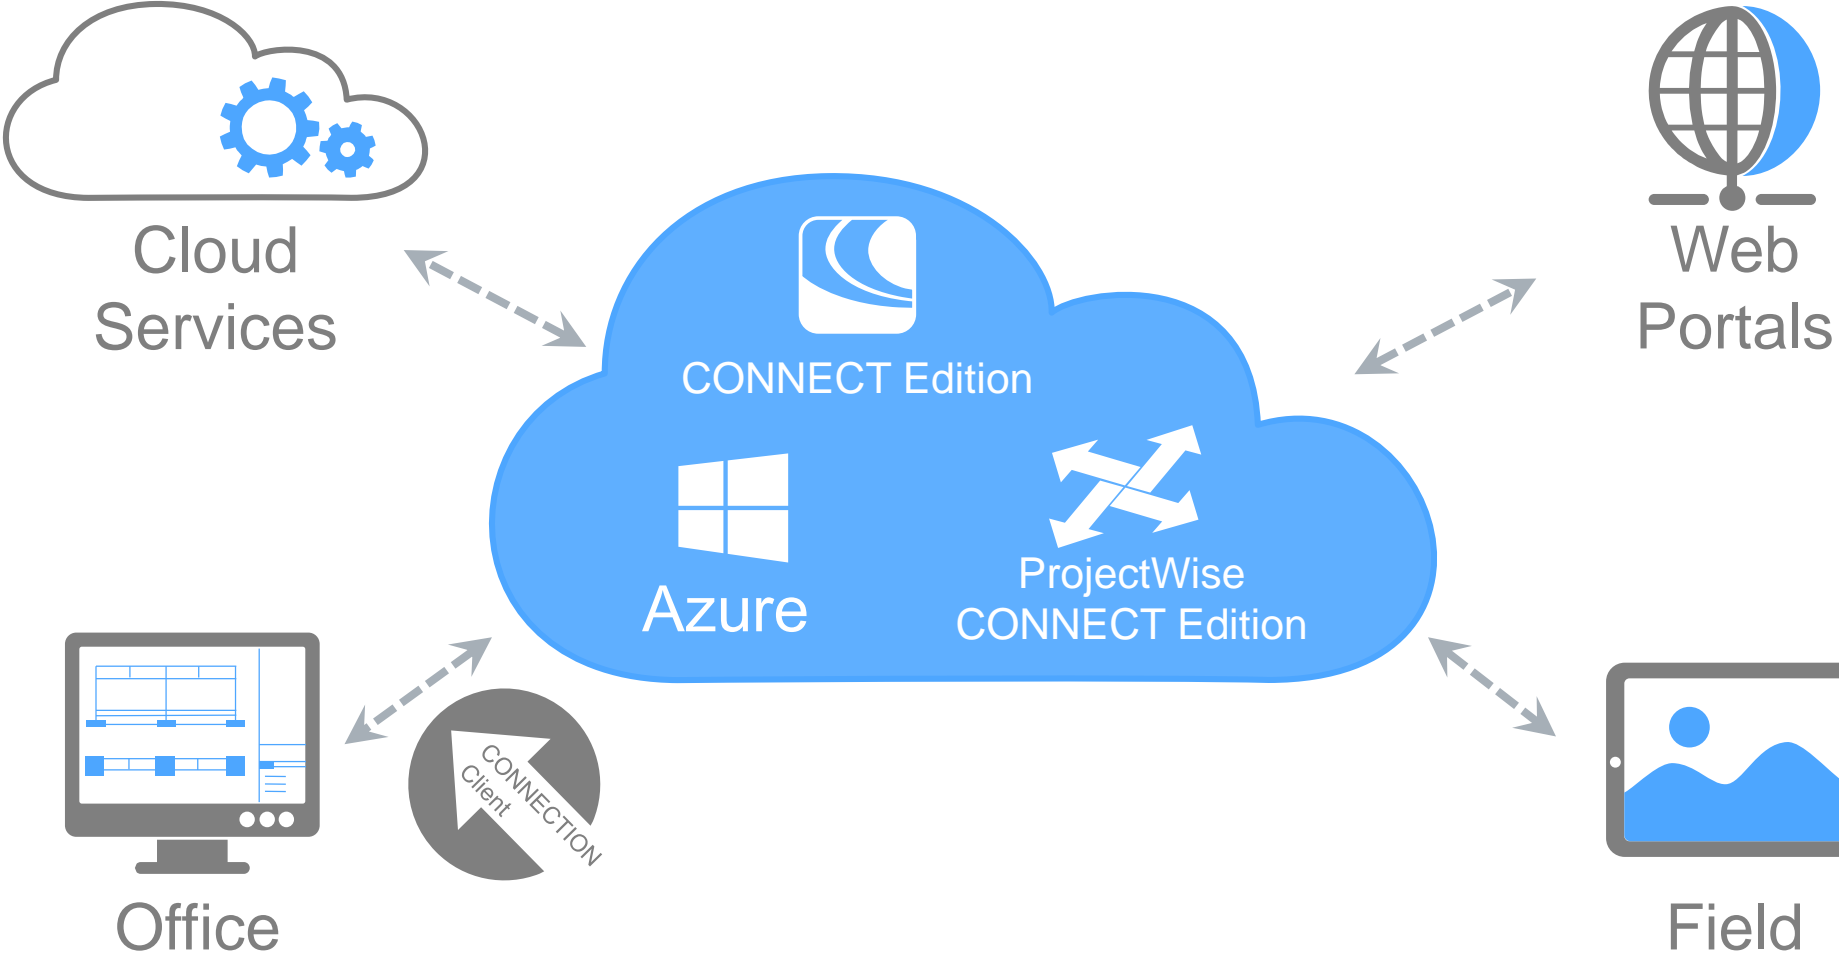 Cloud
Services
Web
Portals
CONNECT Edition
Azure
ProjectWise
CONNECT Edition
CONNECTION
Client
Office
Field